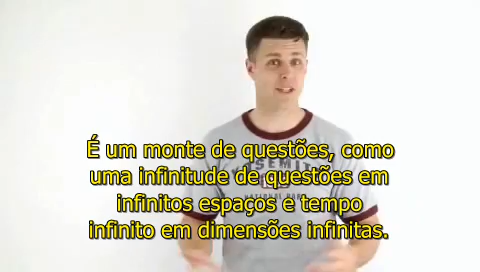 É um monte de questões, como
uma infinitude de questões em
infinitos espaços e tempo
infinito em dimensões infinitas.